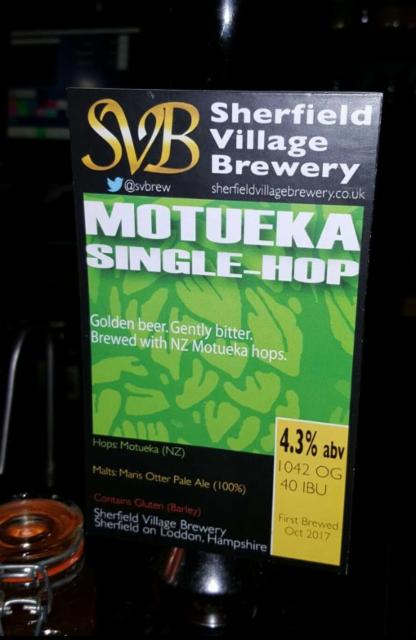 SVB
Sherfield
Village
Brewery
@svbrew
sherfieldvillagebrewery.co.uk
MOTUEKA
SINGLE-HOP
Golden beer. Gently bitter.
Brewed with NZ Motueka hops.
Hops: Motueka (NZ)
Malts: Maris Otter Pale Ale (100%)
Contains Gluten (Barley)
Sherfield Village Brewery
Sherfield on Loddon, Hampshire
4.3% abv
1042 OG
40 IBU
First Brewed
Oct 2017